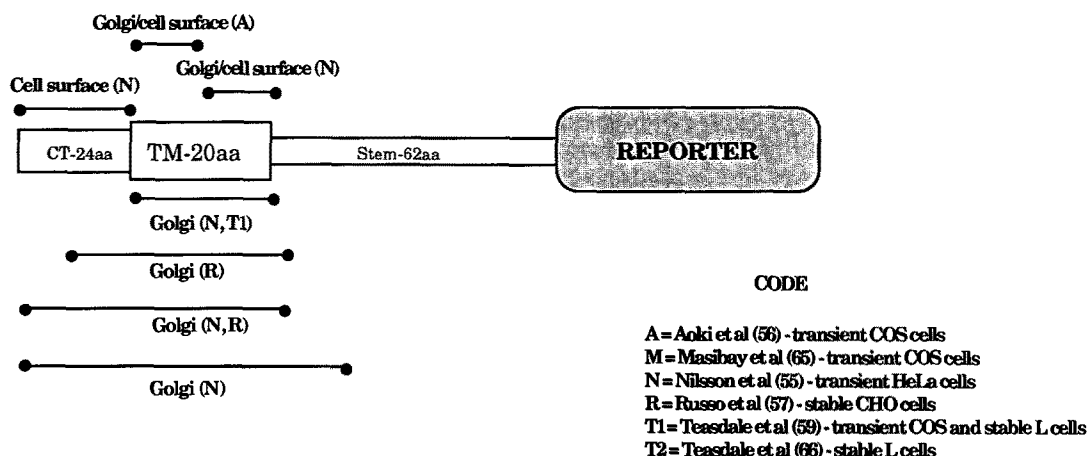 Golgi/cell surface (A)
Golgi/cell surface (N)
Cell surface (N)
CT-24aa
TM-20aa
Stem-62aa
REPORTER
Golgi (N, T1)
Golgi (R)
Golgi (N, R)
Golgi (N)
CODE
A = Aoki et al (56) - transient COS cells
M = Masibay et al (65) - transient COS cells
N = Nilsson et al (55) - transient HeLa cells
R = Russo et al (57) - stable CHO cells
T1 = Teasdale et al (59) - transient COS and stable L cells
T2 = Teasdale et al (66) - stable L cells